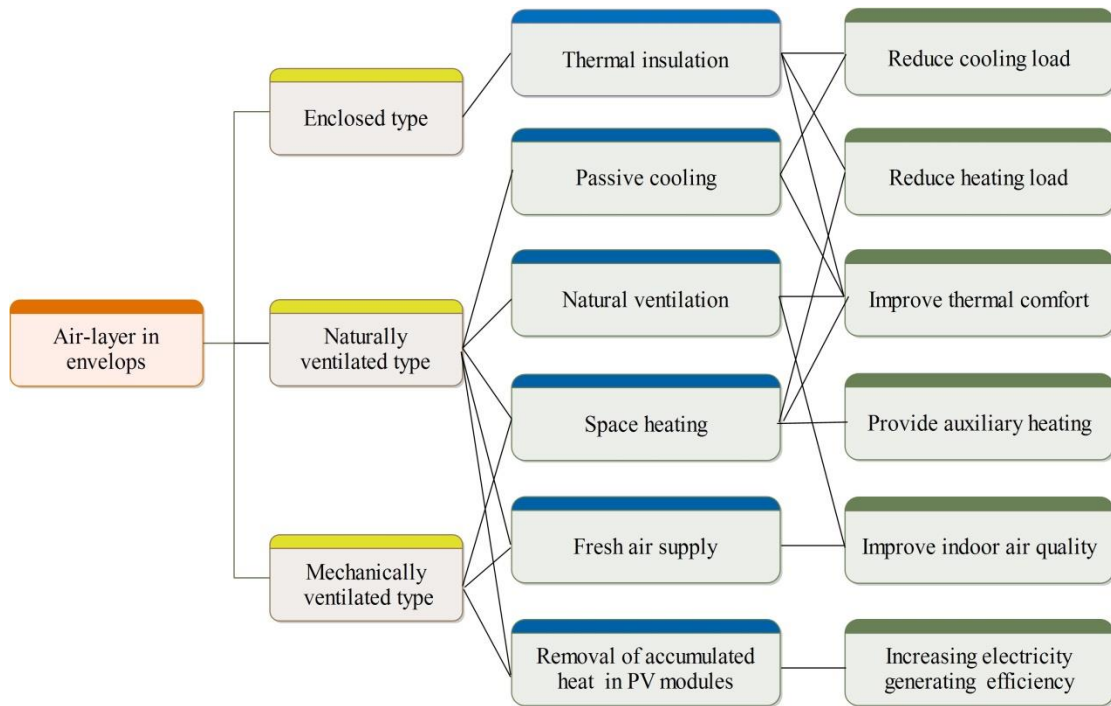 Air-layer in
envelops
Enclosed type
Naturally
ventilated type
Mechanically
ventilated type
Thermal insulation
Passive cooling
Natural ventilation
Space heating
Fresh air supply
Removal of accumulated
heat in PV modules
Reduce cooling load
Reduce heating load
Improve thermal comfort
Provide auxiliary heating
Improve indoor air quality
Increasing electricity
generating efficiency